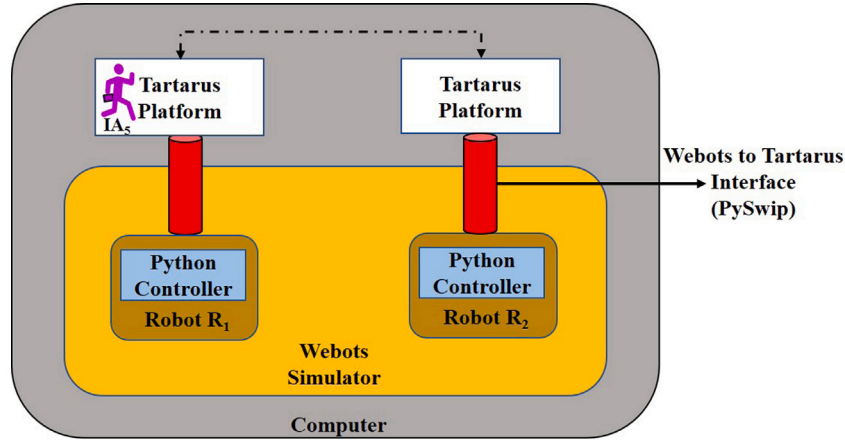 Tartarus
Platform
IA5
Tartarus
Platform
Webots to Tartarus
Interface
(PySwip)
Python
Controller
Robot R1
Python
Controller
Robot R2
Webots
Simulator
Computer